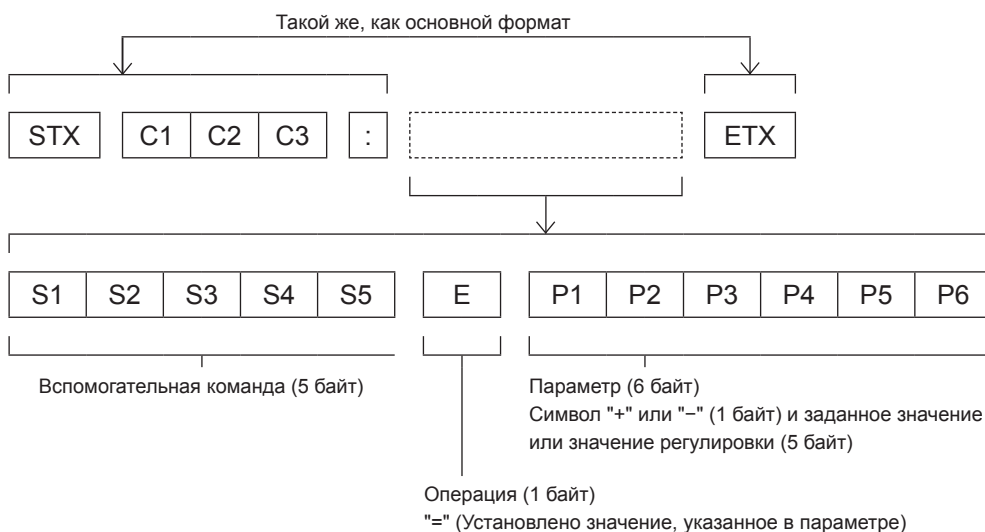 Такой же, как основной формат
STX C1 C2 C3 : ETX
S1 S2 S3 S4 S5 E P1 P2 P3 P4 P5 P6
Вспомогательная команда (5 байт)
Параметр (6 байт)
Символ "+" или "−" (1 байт) и заданное значение
или значение регулировки (5 байт)
Операция (1 байт)
"=" (Установлено значение, указанное в параметре)